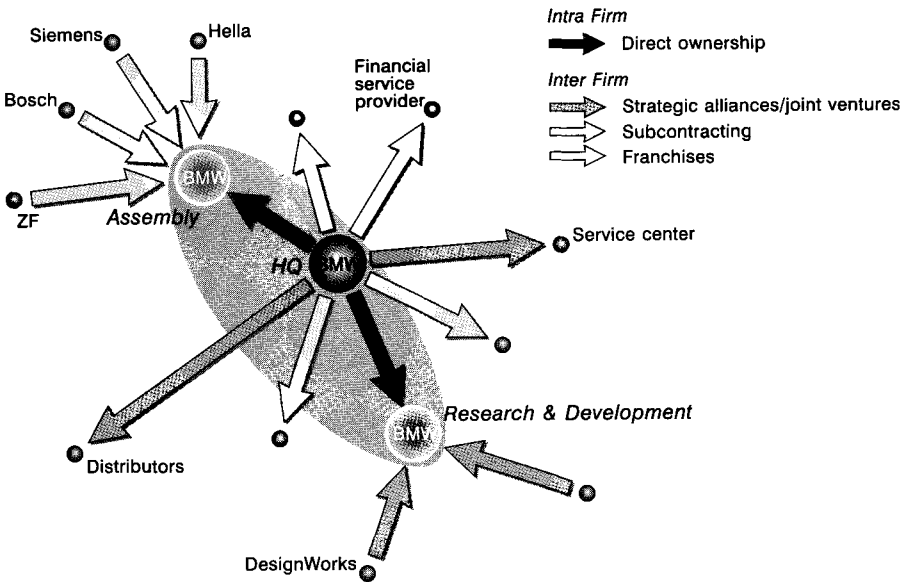 Siemens
Hella
Bosch
ZF
Financial
service
provider
BMW
Assembly
HQ
BMW
Service center
Distributors
Research & Development
BMW
DesignWorks
Intra Firm
Direct ownership
Inter Firm
Strategic alliances/joint ventures
Subcontracting
Franchises